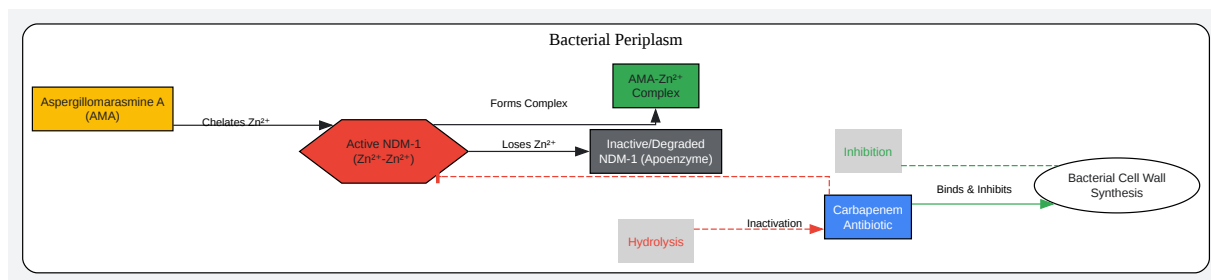 Bacterial Periplasm
Aspergillomarasmine A
(AMA)
Chelates Zn²⁺
Active NDM-1
(Zn²⁺-Zn²⁺)
Forms Complex
AMA-Zn²⁺
Complex
Loses Zn²⁺
Inactive/Degraded
NDM-1 (Apoenzyme)
Inhibition
Bacterial Cell Wall
Synthesis
Binds & Inhibits
Carbapenem
Antibiotic
Inactivation
Hydrolysis